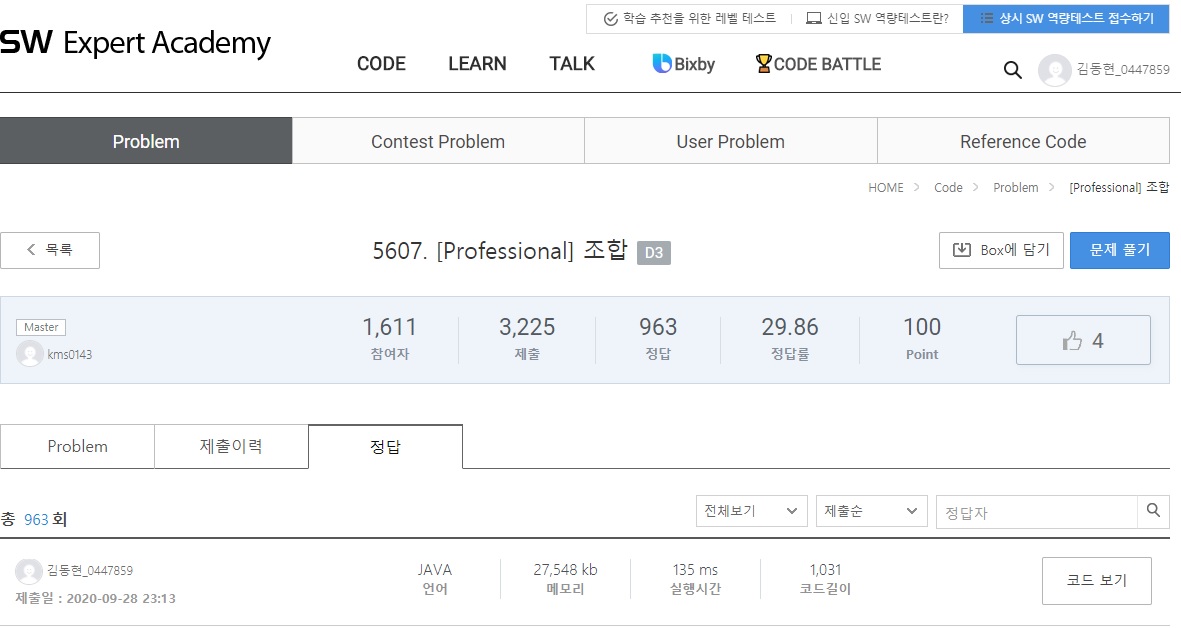 학습 추천을 위한 레벨 테스트 신입 SW 역량테스트란? 상시 SW 역량테스트 접수하기
SW Expert Academy
CODE LEARN TALK Bixby CODE BATTLE 김동현_0447859
Problem Contest Problem User Problem Reference Code
HOME > Code > Problem > [Professional] 조합
목록 5607. [Professional] 조합 D3 Box에 담기 문제 풀기
Master
kms0143
1,611 3,225 963 29.86 100
참여자 제출 정답 정답률 Point
4
Problem 제출이력 정답
총 963 회 전체보기 제출순 정답자
김동현_0447859 JAVA 27,548 kb 135 ms 1,031
제출일 : 2020-09-28 23:13 언어 메모리 실행시간 코드길이
코드 보기